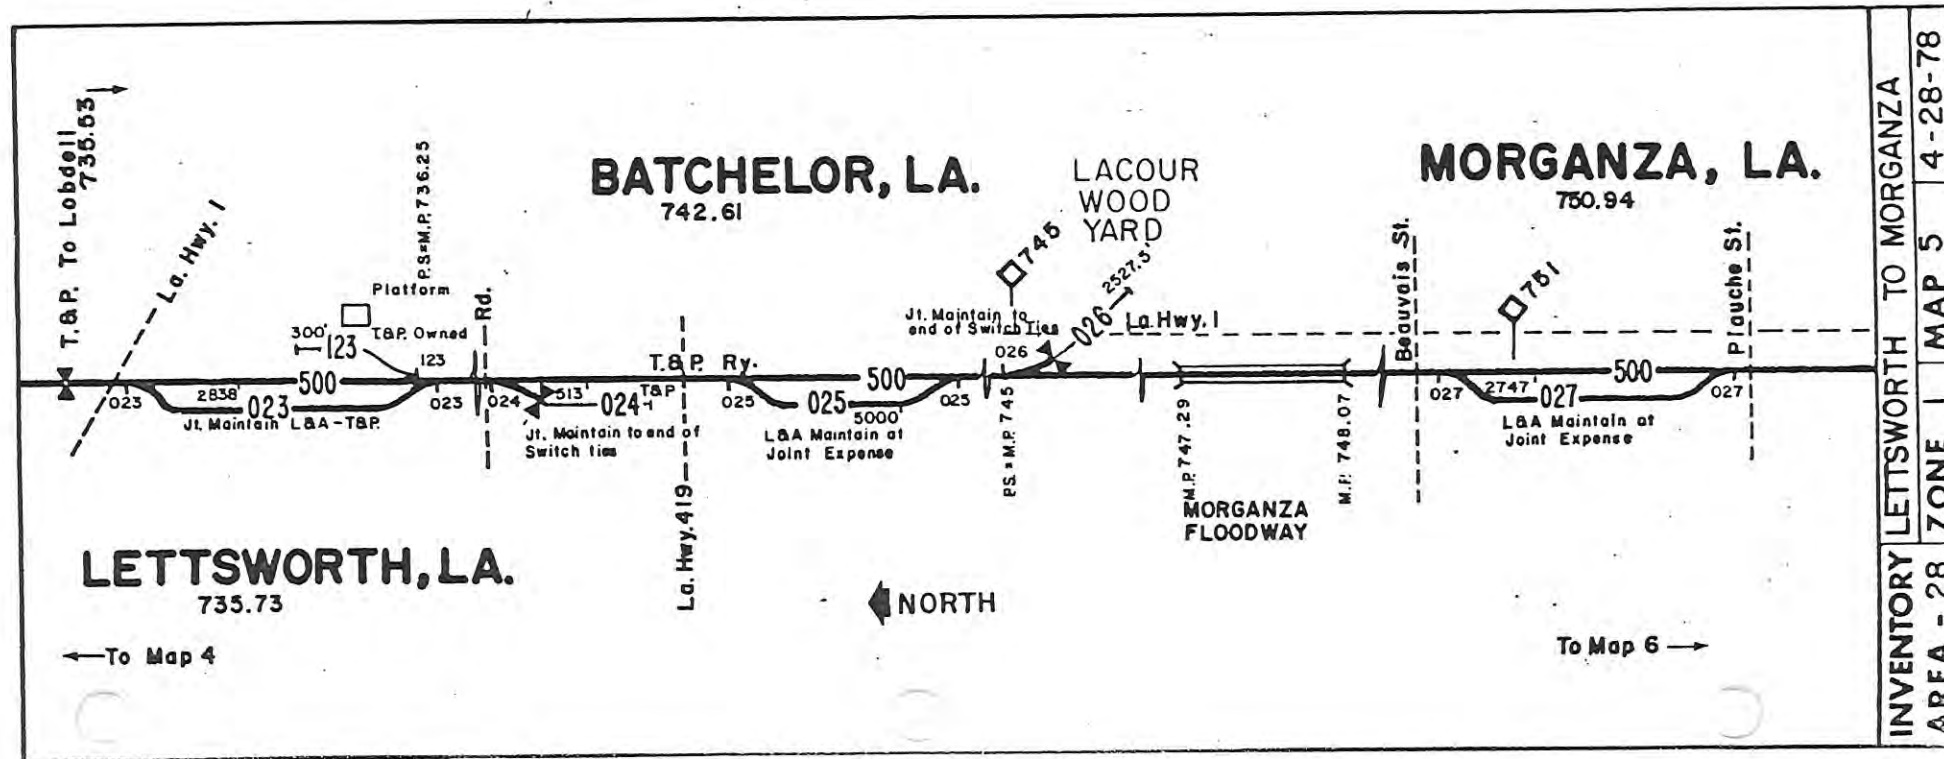 T.&P. To Lobdell
735.53
La. Hwy. 1
P.S=M.P. 736.25
Platform
300'
123
T&P. Owned
123
Rd.
BATCHELOR, LA.
742.61
LACOUR
WOOD
YARD
745
2527.5'
Jt. Maintain to
end of Switch Ties
026
026
La Hwy. 1
MORGANZA, LA.
750.94
Beauvais St.
751
Plauche St.
T.&P. Ry.
500
500
500
023
2838
023
023
Jt. Maintain L&A-T&P.
024
513
024
T&P
Jt. Maintain to end of
Switch ties
025
025
5000
025
L&A Maintain at
Joint Expense
P.S.=M.P. 745
M.P. 747.29
M.P. 748.07
MORGANZA
FLOODWAY
027
2747
027
027
L&A Maintain at
Joint Expense
La. Hwy. 419
LETTSWORTH, LA.
735.73
NORTH
To Map 4
To Map 6
INVENTORY
LETTSWORTH TO MORGANZA
AREA - 28
ZONE 1
MAP 5
4-28-78